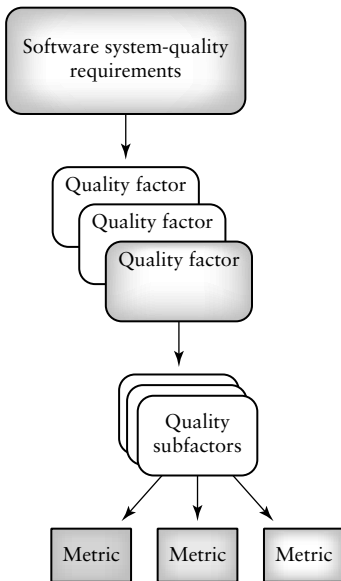 Software system-quality
requirements
Quality factor
Quality factor
Quality factor
Quality
subfactors
Metric
Metric
Metric